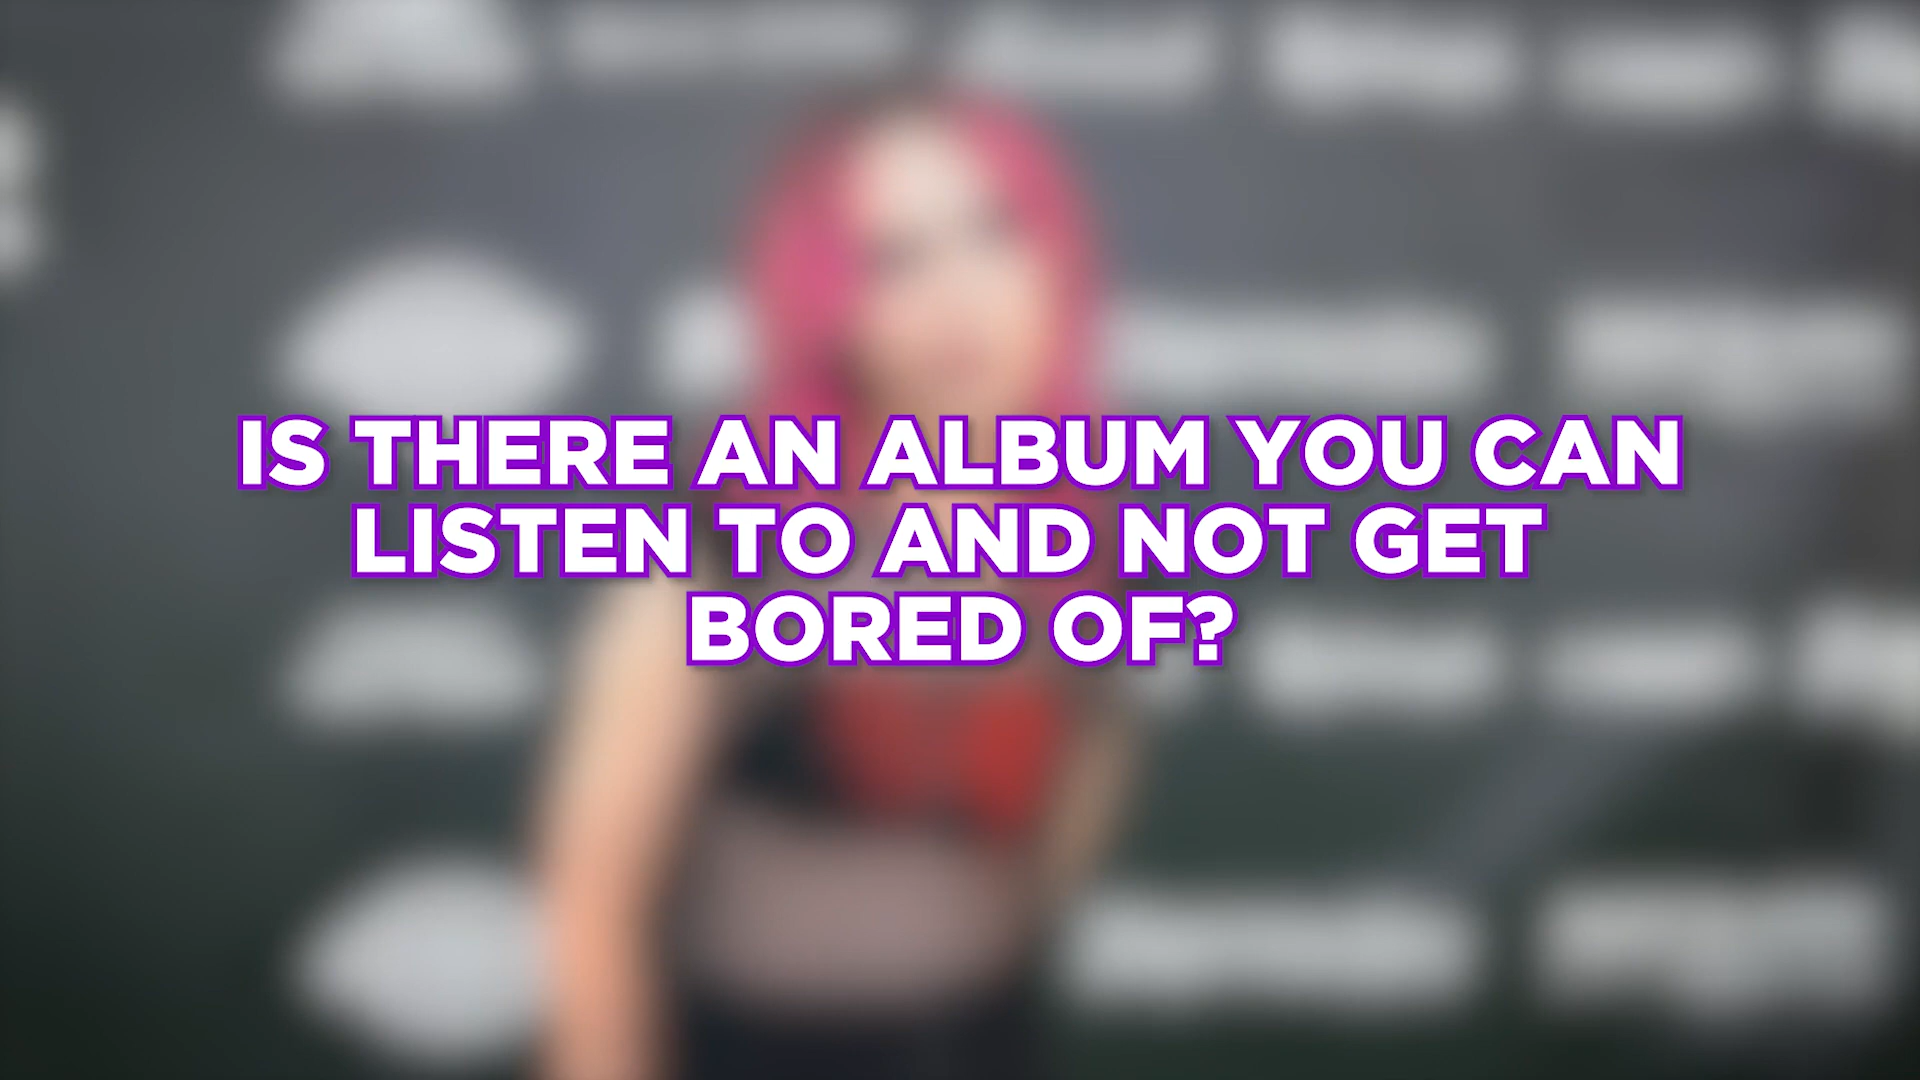 IS THERE AN ALBUM YOU CAN
LISTEN TO AND NOT GET
BORED OF?